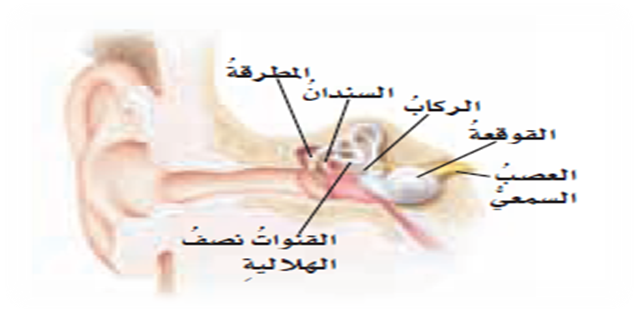 المطرقةُ
السندانُ
الركابُ
القوقعةُ
العصبُ
السمعيُّ
القنواتُ نصفُ
الهلاليةِ